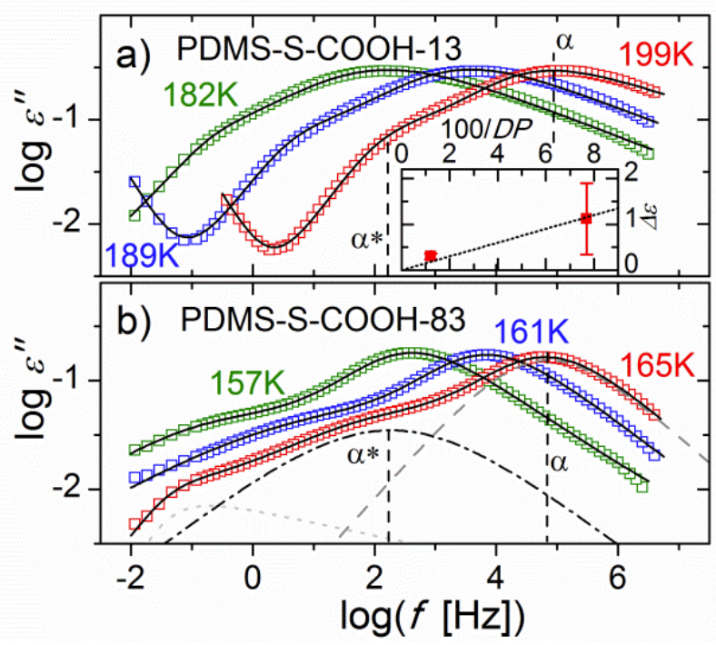 a) PDMS-S-COOH-13
α
199K
182K
100/DP
0 2 4 6 8
2
1
0
Δε
α*
189K
log ε″
-1
-2
b) PDMS-S-COOH-83
161K
165K
157K
α*
α
log ε″
-1
-2
-2 0 2 4 6
log(f [Hz])